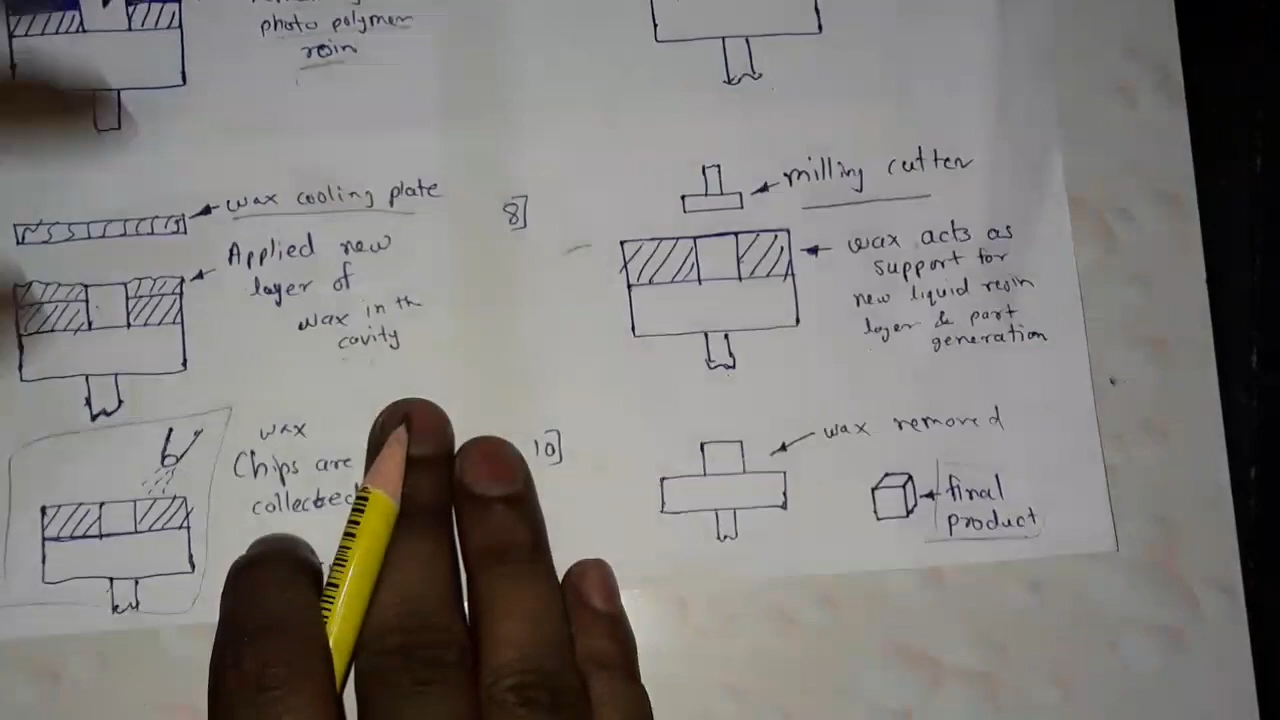 photo polymer
resin
wax cooling plate
Applied new
layer of
wax in the
cavity
8]
milling cutter
wax acts as
support for
new liquid resin
layer & part
generation
wax
Chips are
collected
10]
wax removed
final
product